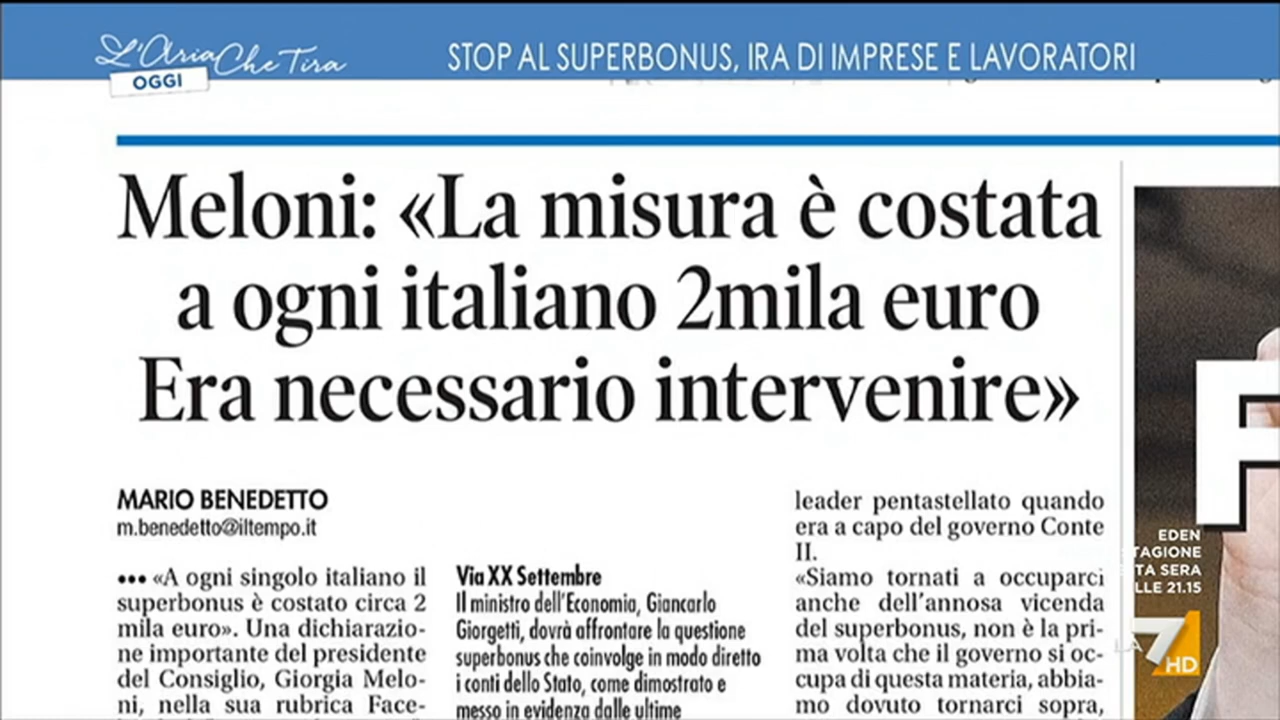 L'Aria Che Tira
OGGI
STOP AL SUPERBONUS, IRA DI IMPRESE E LAVORATORI
Meloni: «La misura è costata
a ogni italiano 2mila euro
Era necessario intervenire»
MARIO BENEDETTO
m.benedetto@iltempo.it
••• «A ogni singolo italiano il
superbonus è costato circa 2
mila euro». Una dichiarazio-
ne importante del presidente
del Consiglio, Giorgia Melo-
ni, nella sua rubrica Face-
Via XX Settembre
Il ministro dell'Economia, Giancarlo
Giorgetti, dovrà affrontare la questione
superbonus che coinvolge in modo diretto
i conti dello Stato, come dimostrato e
messo in evidenza dalle ultime
leader pentastellato quando
era a capo del governo Conte
II.
«Siamo tornati a occuparci
anche dell'annosa vicenda
del superbonus, non è la pri-
ma volta che il governo si oc-
cupa di questa materia, abbia-
mo dovuto tornarci sopra,
F
EDEN
TAGIONE
TA SERA
LLE 21.15
LA 7 HD